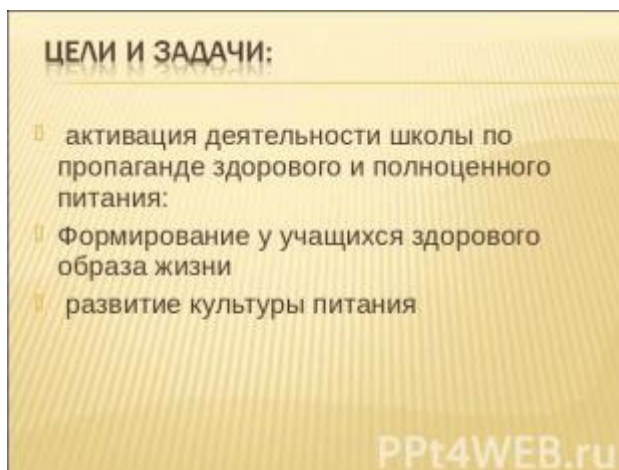 ЦЕЛИ И ЗАДАЧИ:
активация деятельности школы по
пропаганде здорового и полноценного
питания:
Формирование у учащихся здорового
образа жизни
развитие культуры питания
PPt4WEB.ru